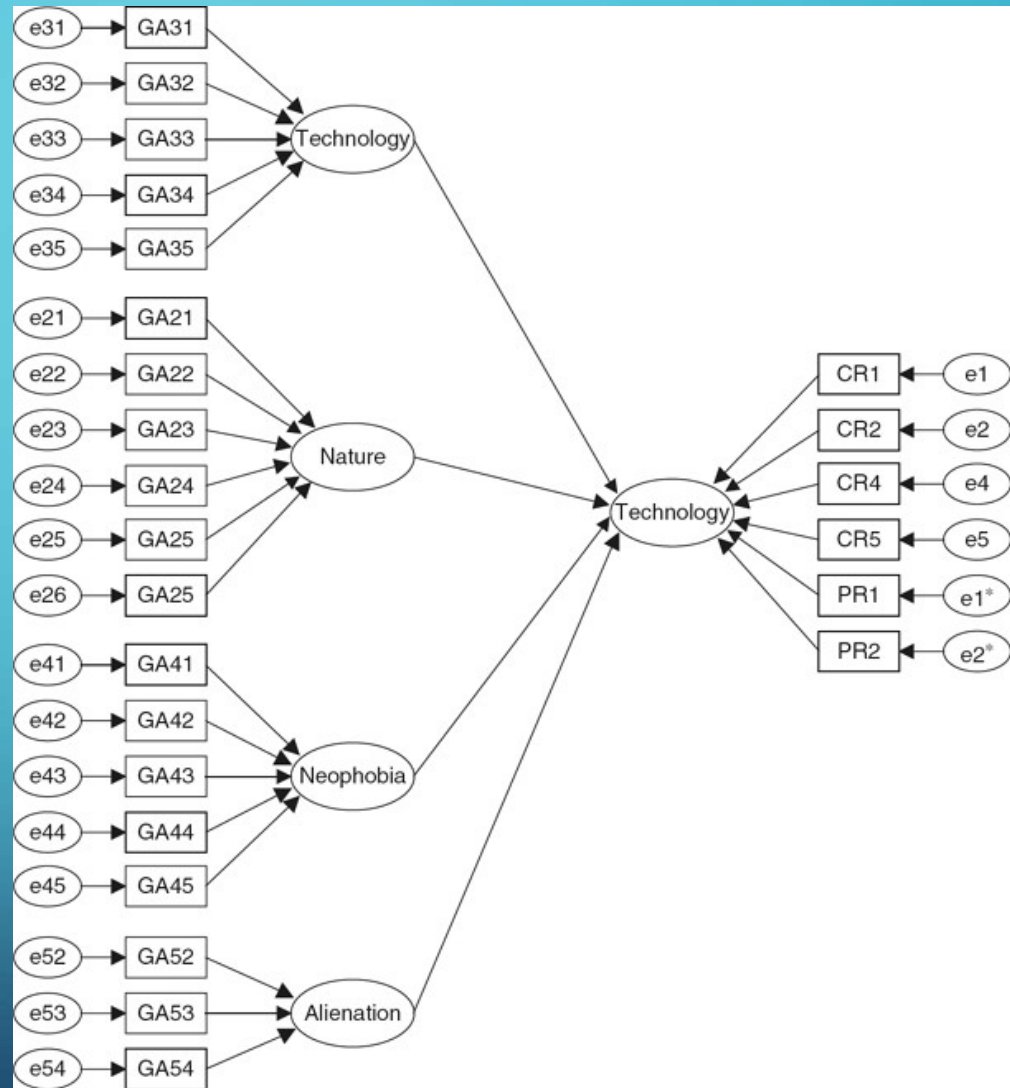 e31 GA31
e32 GA32
e33 GA33
e34 GA34
e35 GA35
Technology
e21 GA21
e22 GA22
e23 GA23
e24 GA24
e25 GA25
e26 GA25
Nature
e41 GA41
e42 GA42
e43 GA43
e44 GA44
e45 GA45
Neophobia
e52 GA52
e53 GA53
e54 GA54
Alienation
Technology
CR1 e1
CR2 e2
CR4 e4
CR5 e5
PR1 e1*
PR2 e2*